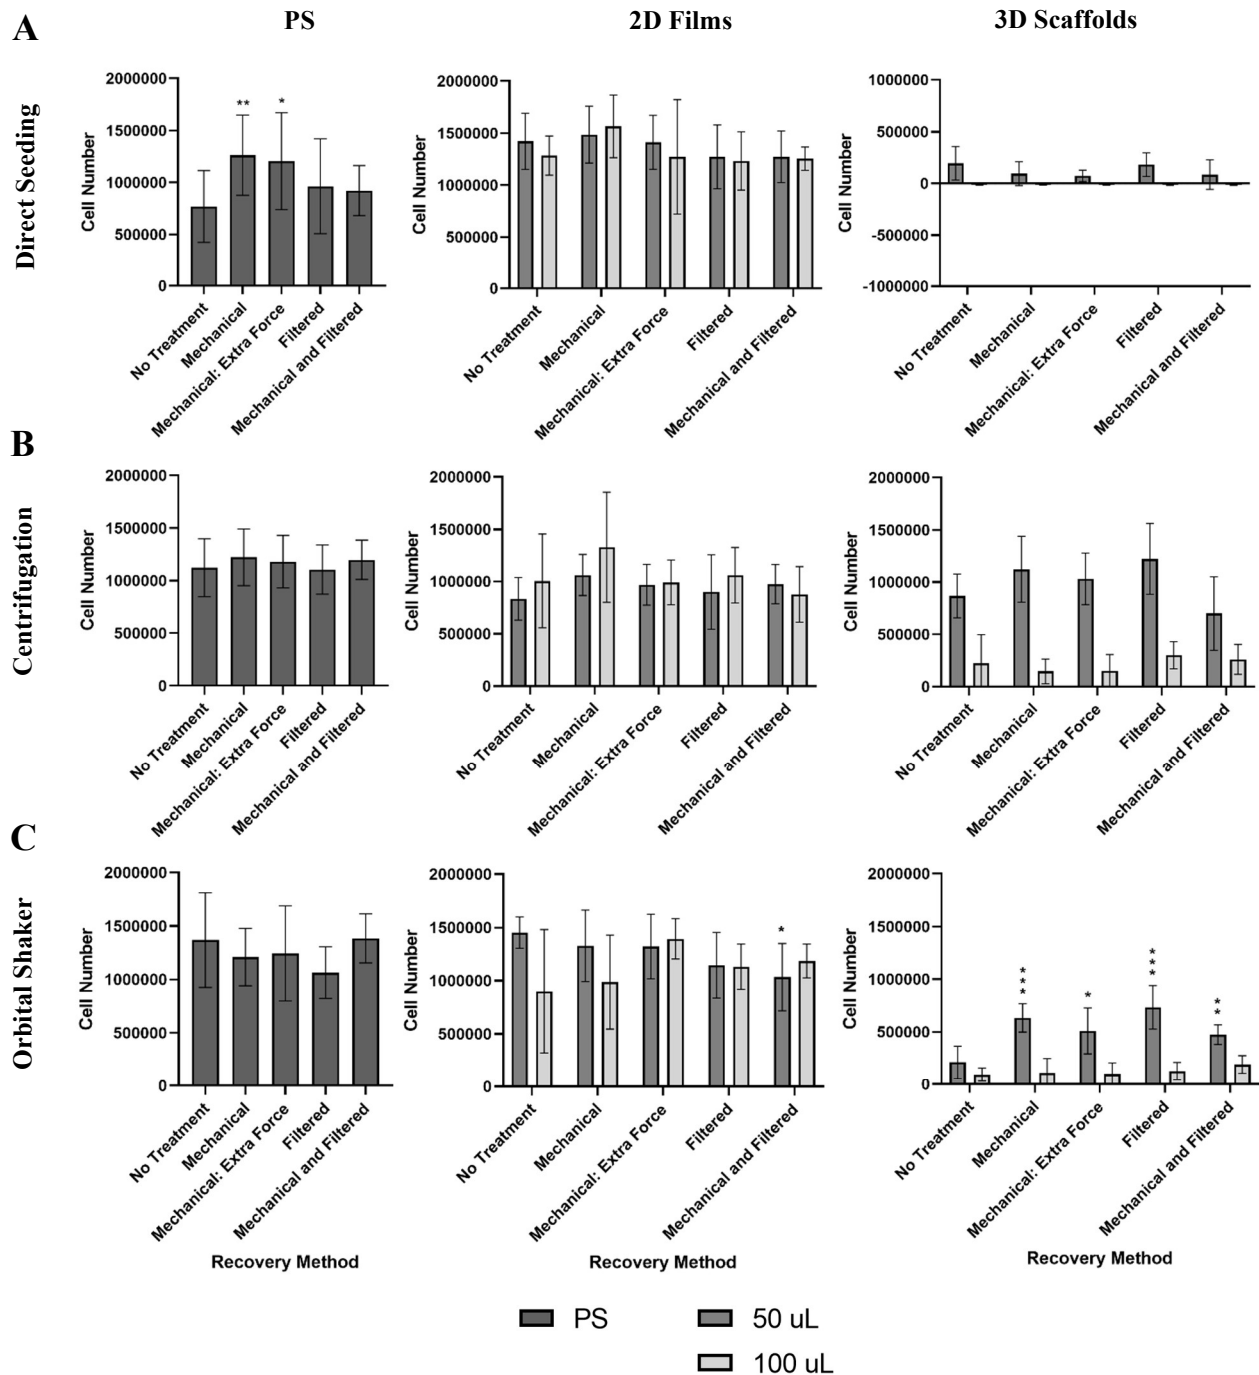 A
PS
2D Films
3D Scaffolds
Direct Seeding
Cell Number
2000000
1500000
1000000
500000
0
**
*
No Treatment
Mechanical
Mechanical: Extra Force
Filtered
Mechanical and Filtered
Cell Number
2000000
1500000
1000000
500000
0
No Treatment
Mechanical
Mechanical: Extra Force
Filtered
Mechanical and Filtered
Cell Number
1000000
500000
0
-500000
-1000000
No Treatment
Mechanical
Mechanical: Extra Force
Filtered
Mechanical and Filtered
B
Centrifugation
Cell Number
2000000
1500000
1000000
500000
0
No Treatment
Mechanical
Mechanical: Extra Force
Filtered
Mechanical and Filtered
Cell Number
2000000
1500000
1000000
500000
0
No Treatment
Mechanical
Mechanical: Extra Force
Filtered
Mechanical and Filtered
Cell Number
2000000
1500000
1000000
500000
0
No Treatment
Mechanical
Mechanical: Extra Force
Filtered
Mechanical and Filtered
C
Orbital Shaker
Cell Number
2000000
1500000
1000000
500000
0
No Treatment
Mechanical
Mechanical: Extra Force
Filtered
Mechanical and Filtered
Recovery Method
Cell Number
2000000
1500000
1000000
500000
0
*
No Treatment
Mechanical
Mechanical: Extra Force
Filtered
Mechanical and Filtered
Recovery Method
Cell Number
2000000
1500000
1000000
500000
0
***
*
***
**
No Treatment
Mechanical
Mechanical: Extra Force
Filtered
Mechanical and Filtered
Recovery Method
PS
50 uL
100 uL